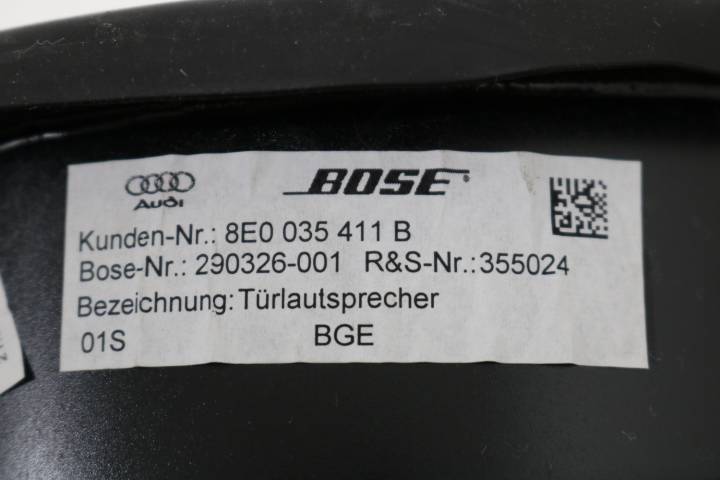 Audi
BOSE
Kunden-Nr.: 8E0 035 411 B
Bose-Nr.: 290326-001 R&S-Nr.:355024
Bezeichnung: Türlautsprecher
01S BGE